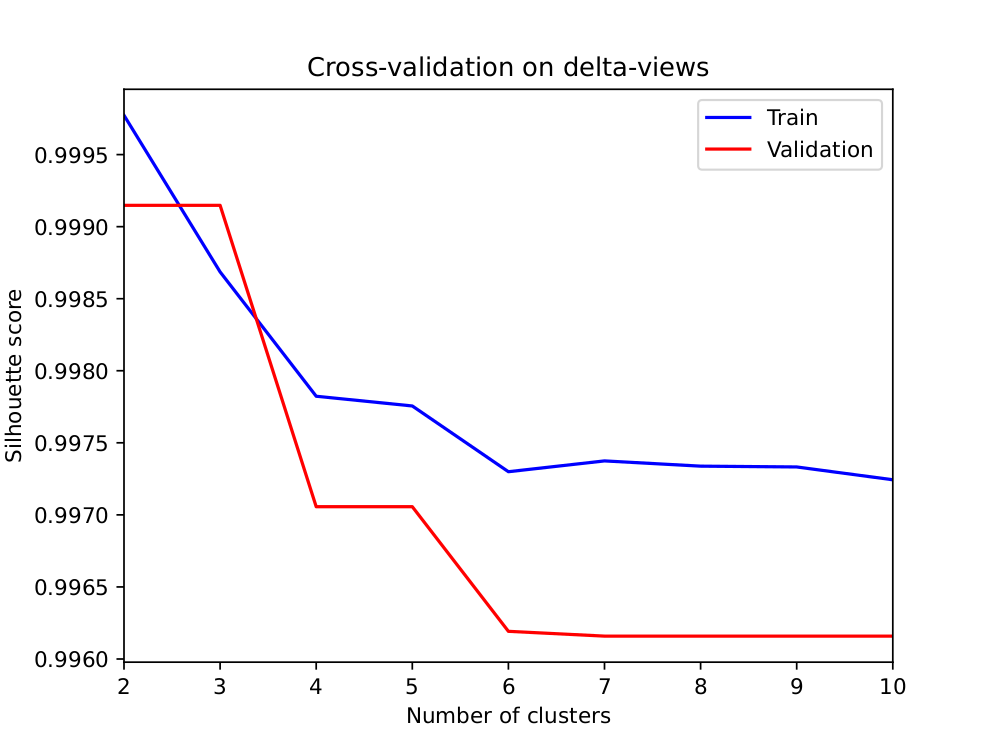 Cross-validation on delta-views
Train
Validation
Silhouette score
0.9995
0.9990
0.9985
0.9980
0.9975
0.9970
0.9965
0.9960
2 3 4 5 6 7 8 9 10
Number of clusters